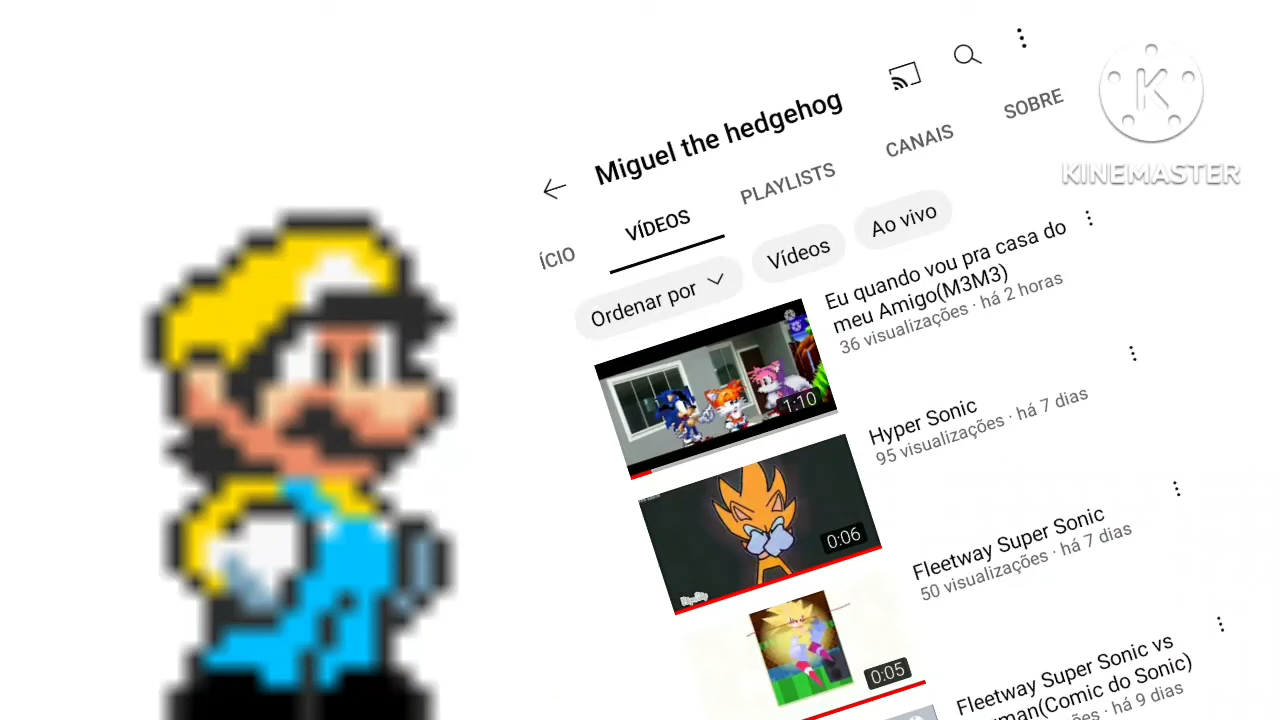 Miguel the hedgehog
ÍCIO VÍDEOS PLAYLISTS CANAIS SOBRE
Ordenar por Vídeos Ao vivo
Eu quando vou pra casa do
meu Amigo(M3M3)
36 visualizações · há 2 horas
1:10
Hyper Sonic
95 visualizações · há 7 dias
0:06
Fleetway Super Sonic
50 visualizações · há 7 dias
0:05
Fleetway Super Sonic vs
man(Comic do Sonic)
há 9 dias
K
KINEMASTER